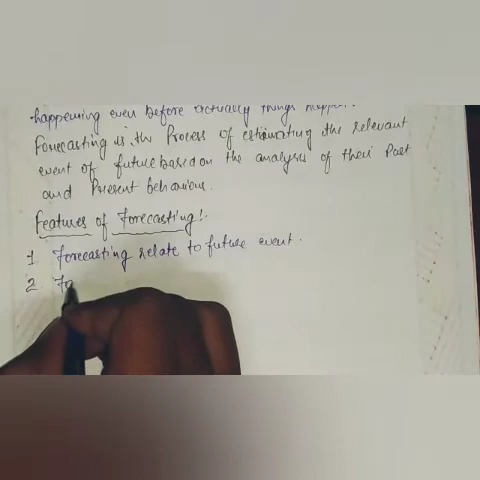 happening even before actually things happen.
Forecasting is the Process of estimating the relevant
event of future based on the analysis of their Past
and Present behaviour.
Features of Forecasting:
1 Forecasting relate to future event.
2 Fo